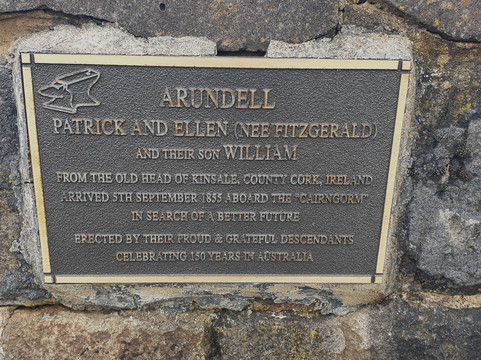 ARUNDELL
PATRICK AND ELLEN (NEE FITZGERALD)
AND THEIR SON WILLIAM
FROM THE OLD HEAD OF KINSALE, COUNTY CORK, IRELAND
ARRIVED 5TH SEPTEMBER 1855 ABOARD THE "CAIRNGORM"
IN SEARCH OF A BETTER FUTURE
ERECTED BY THEIR PROUD & GRATEFUL DESCENDANTS
CELEBRATING 150 YEARS IN AUSTRALIA